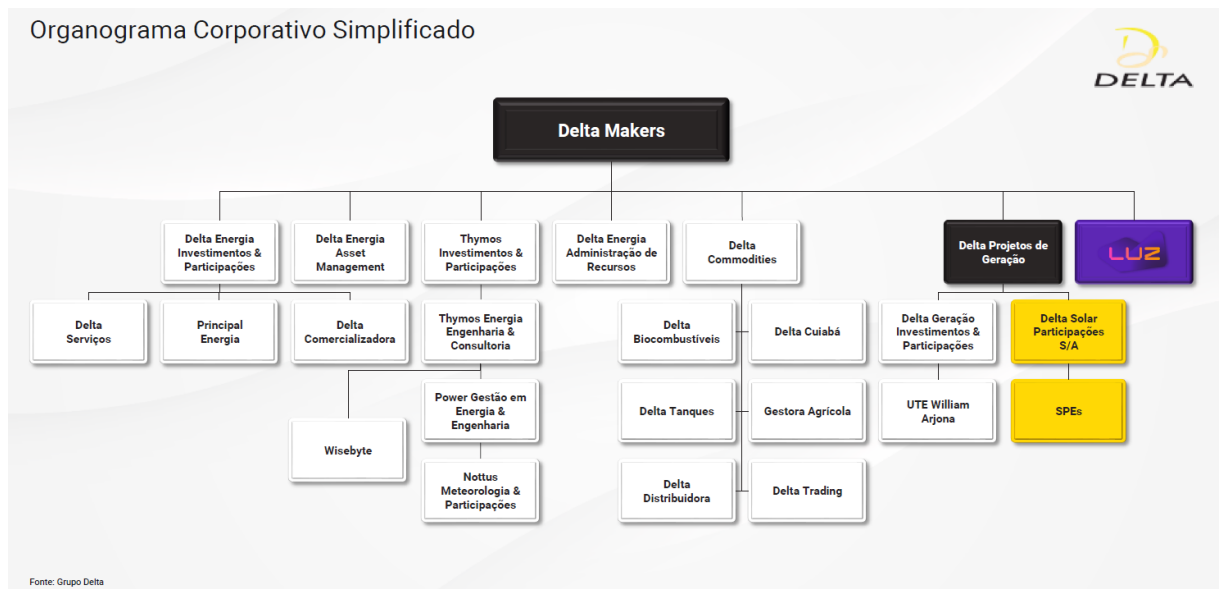 Organograma Corporativo Simplificado
DELTA
Delta Makers
Delta Energia
Investimentos &
Participações
Delta Energia
Asset
Management
Thymos
Investimentos &
Participações
Delta Energia
Administração de
Recursos
Delta
Commodities
Delta Projetos de
Geração
LUZ
Delta
Serviços
Principal
Energia
Delta
Comercializadora
Thymos Energia
Engenharia &
Consultoria
Delta
Biocombustíveis
Delta Cuiabá
Delta Geração
Investimentos &
Participações
Delta Solar
Participações
S/A
Power Gestão em
Energia &
Engenharia
Delta Tanques
Gestora Agrícola
UTE William
Arjona
SPEs
Wisebyte
Nottus
Meteorologia &
Participações
Delta
Distribuidora
Delta Trading
Fonte: Grupo Delta